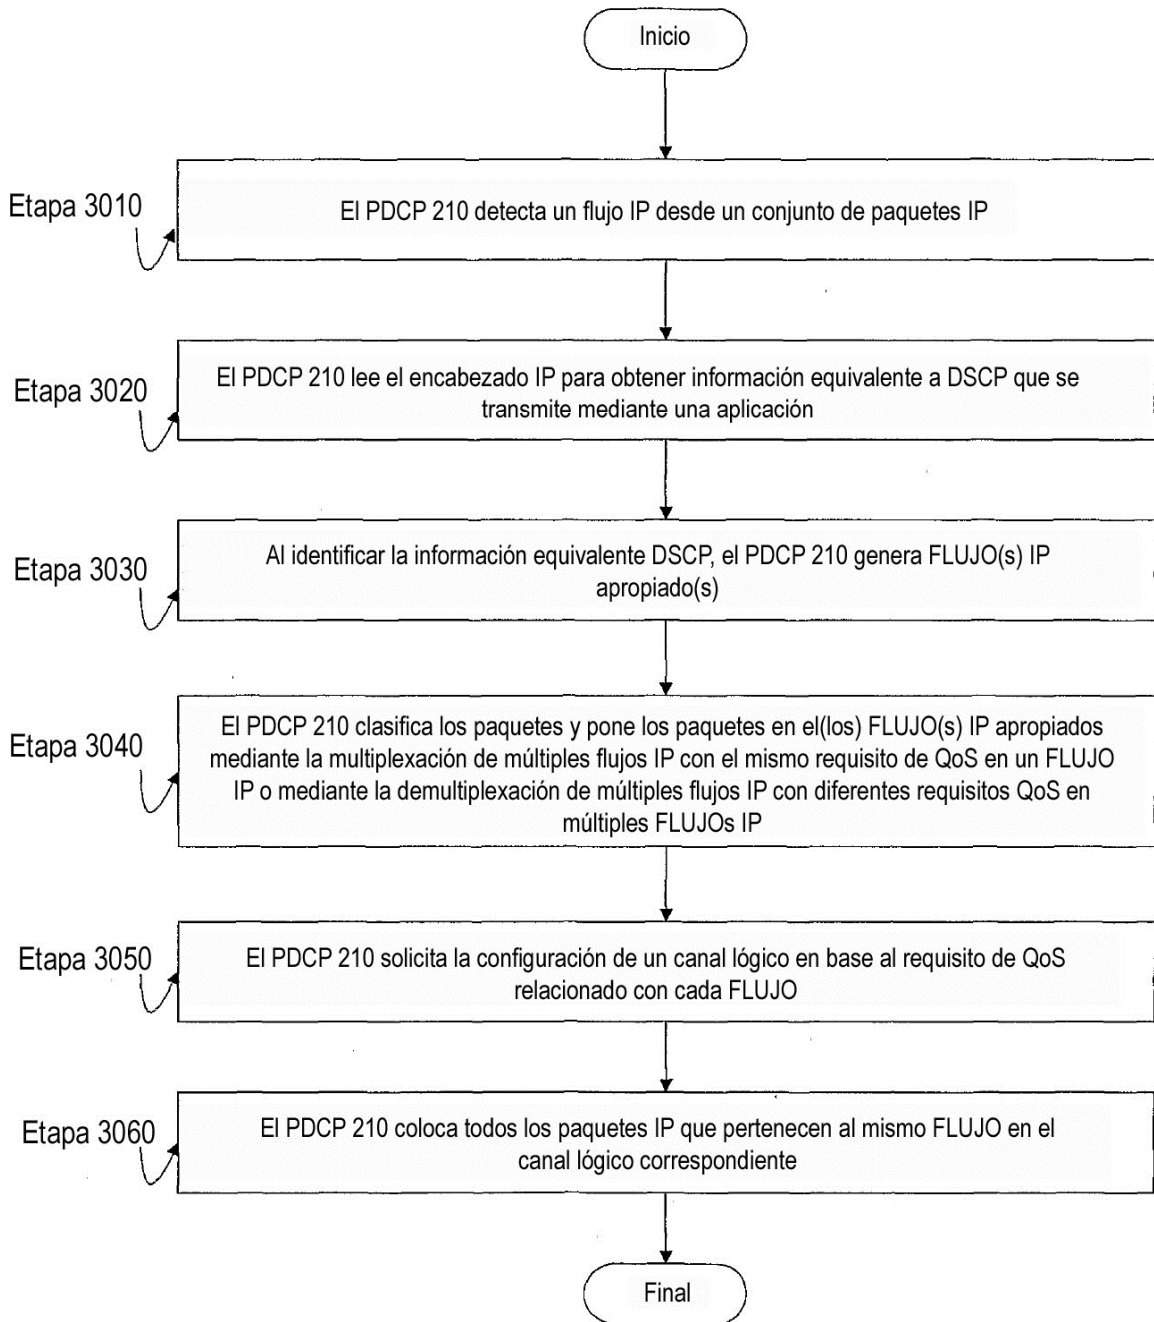 Inicio
Etapa 3010
El PDCP 210 detecta un flujo IP desde un conjunto de paquetes IP
Etapa 3020
El PDCP 210 lee el encabezado IP para obtener información equivalente a DSCP que se
transmite mediante una aplicación
Etapa 3030
Al identificar la información equivalente DSCP, el PDCP 210 genera FLUJO(s) IP
apropiado(s)
Etapa 3040
El PDCP 210 clasifica los paquetes y pone los paquetes en el(los) FLUJO(s) IP apropiados
mediante la multiplexación de múltiples flujos IP con el mismo requisito de QoS en un FLUJO
IP o mediante la demultiplexación de múltiples flujos IP con diferentes requisitos QoS en
múltiples FLUJOs IP
Etapa 3050
El PDCP 210 solicita la configuración de un canal lógico en base al requisito de QoS
relacionado con cada FLUJO
Etapa 3060
El PDCP 210 coloca todos los paquetes IP que pertenecen al mismo FLUJO en el
canal lógico correspondiente
Final